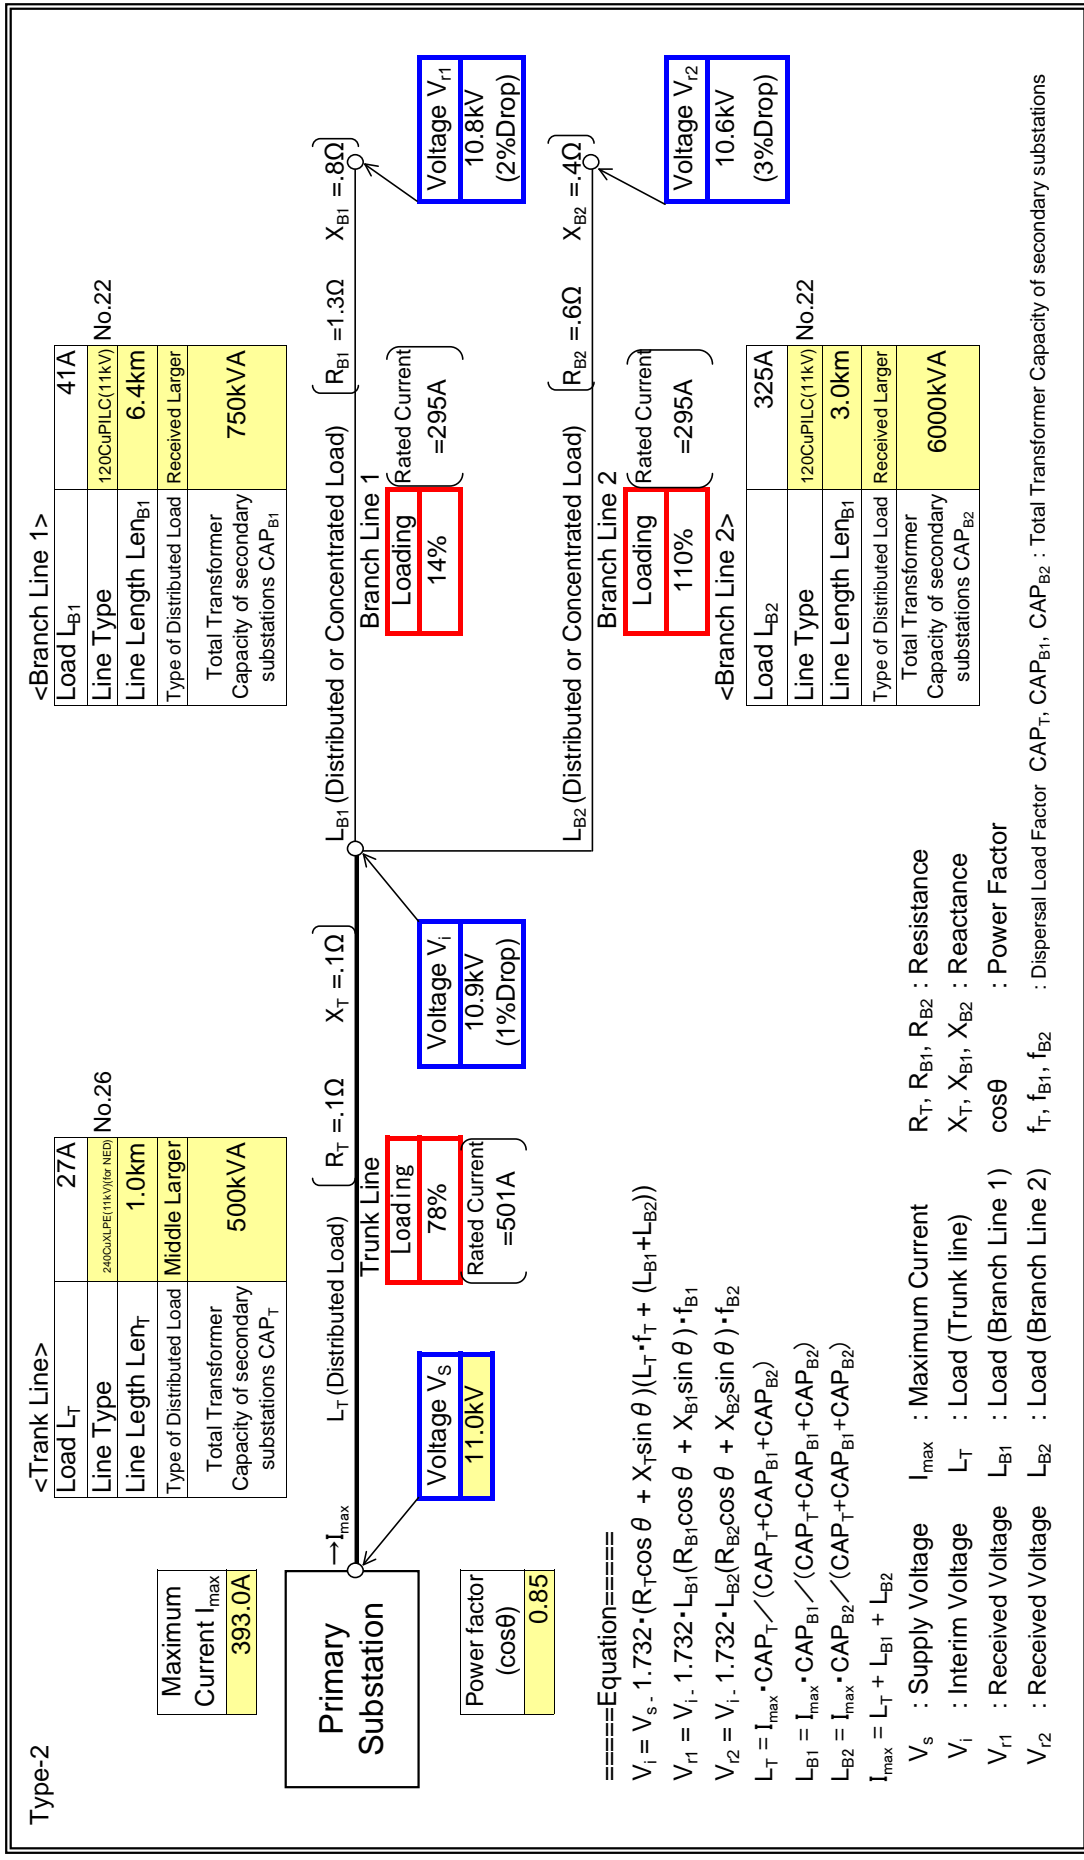 Type-2
Maximum
Current Imax
393.0A
<Trank Line>
Load LT 27A
Line Type 240CuXLPE(11kV)(for NED) No.26
Line Legth LenT 1.0km
Type of Distributed Load Middle Larger
Total Transformer
Capacity of secondary
substations CAPT
500kVA
<Branch Line 1>
Load LB1 41A
Line Type 120CuPILC(11kV) No.22
Line Length LenB1 6.4km
Type of Distributed Load Received Larger
Total Transformer
Capacity of secondary
substations CAPB1
750kVA
Primary
Substation
→Imax
LT (Distributed Load)
RT =.1Ω XT =.1Ω
LB1 (Distributed or Concentrated Load)
RB1 =1.3Ω XB1 =.8Ω
Trunk Line
Loading
78%
Rated Current
=501A
Branch Line 1
Loading
14%
Rated Current
=295A
Voltage VS
11.0kV
Voltage Vi
10.9kV
(1%Drop)
Voltage Vr1
10.8kV
(2%Drop)
Power factor
(cosθ)
0.85
LB2 (Distributed or Concentrated Load)
RB2 =.6Ω XB2 =.4Ω
Branch Line 2
Loading
110%
Rated Current
=295A
Voltage Vr2
10.6kV
(3%Drop)
<Branch Line 2>
Load LB2 325A
Line Type 120CuPILC(11kV) No.22
Line Length LenB1 3.0km
Type of Distributed Load Received Larger
Total Transformer
Capacity of secondary
substations CAPB2
6000kVA
=====Equation=====
Vi = Vs - 1.732・(RTcos θ + XTsin θ)(LT・fT + (LB1+LB2))
Vr1 = Vi - 1.732・LB1(RB1cos θ + XB1sin θ)・fB1
Vr2 = Vi - 1.732・LB2(RB2cos θ + XB2sin θ)・fB2
LT = Imax・CAPT／(CAPT+CAPB1+CAPB2)
LB1 = Imax・CAPB1／(CAPT+CAPB1+CAPB2)
LB2 = Imax・CAPB2／(CAPT+CAPB1+CAPB2)
Imax = LT + LB1 + LB2
Vs : Supply Voltage Imax : Maximum Current RT, RB1, RB2 : Resistance
Vi : Interim Voltage LT : Load (Trunk line) XT, XB1, XB2 : Reactance
Vr1 : Received Voltage LB1 : Load (Branch Line 1) cosθ : Power Factor
Vr2 : Received Voltage LB2 : Load (Branch Line 2) fT, fB1, fB2 : Dispersal Load Factor CAPT, CAPB1, CAPB2 : Total Transformer Capacity of secondary substations